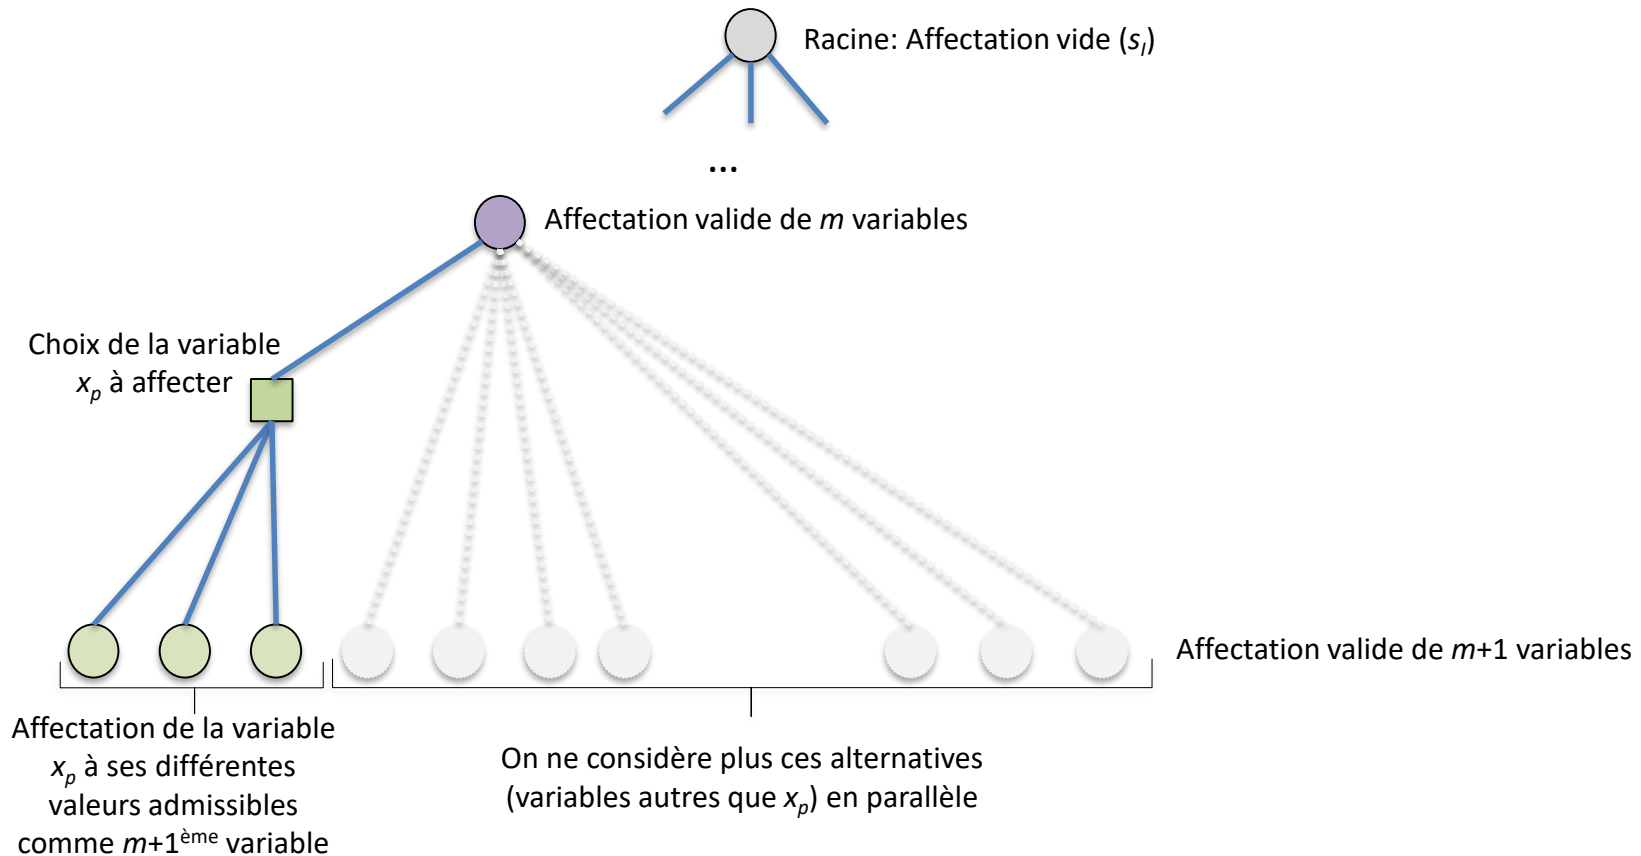 Racine: Affectation vide (s_I)
...
Affectation valide de m variables
Choix de la variable
x_p à affecter
Affectation valide de m+1 variables
Affectation de la variable
x_p à ses différentes
valeurs admissibles
comme m+1ème variable
On ne considère plus ces alternatives
(variables autres que x_p) en parallèle